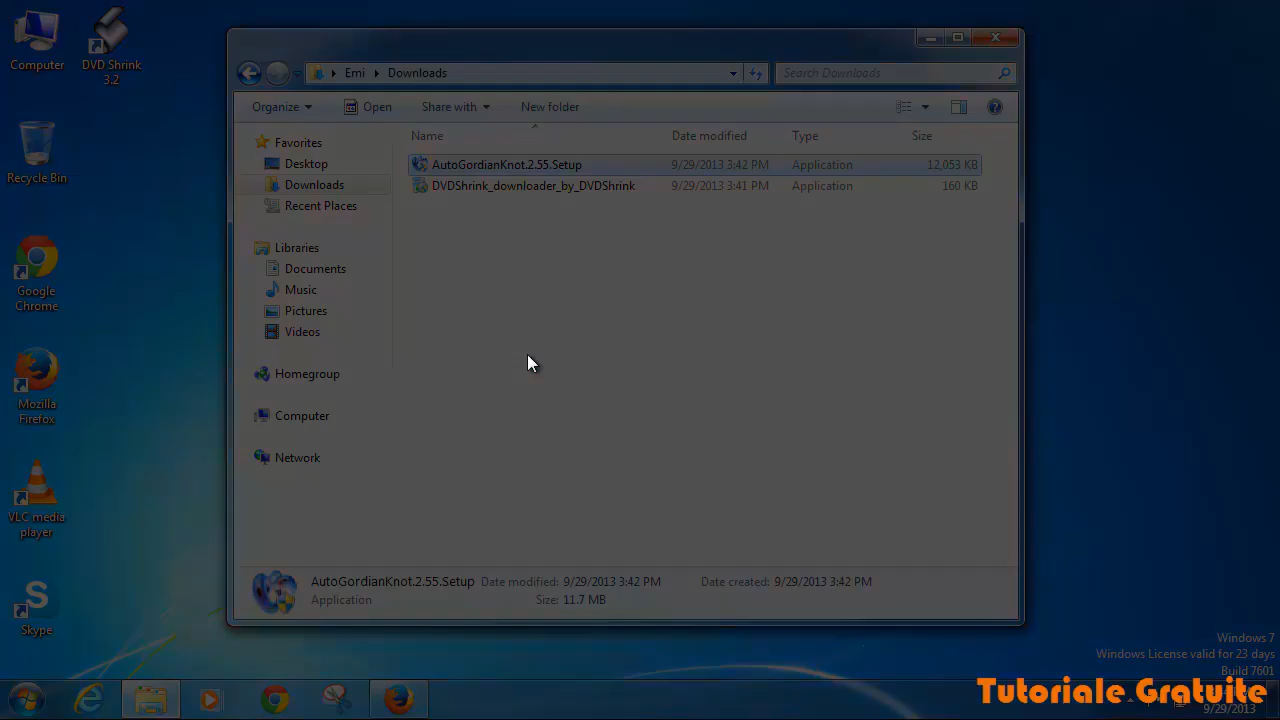 Computer
DVD Shrink
3.2
Recycle Bin
Google
Chrome
Mozilla
Firefox
VLC media
player
Skype
Emi
Downloads
Search Downloads
Organize
Open
Share with
New folder
Favorites
Desktop
Downloads
Recent Places
Libraries
Documents
Music
Pictures
Videos
Homegroup
Computer
Network
Name Date modified Type Size
AutoGordianKnot.2.55.Setup 9/29/2013 3:42 PM Application 12,053 KB
DVDShrink_downloader_by_DVDShrink 9/29/2013 3:41 PM Application 160 KB
AutoGordianKnot.2.55.Setup Date modified: 9/29/2013 3:42 PM Date created: 9/29/2013 3:42 PM
Application Size: 11.7 MB
Windows 7
Windows License valid for 23 days
Build 7601
Tutoriale Gratuite
9/29/2013